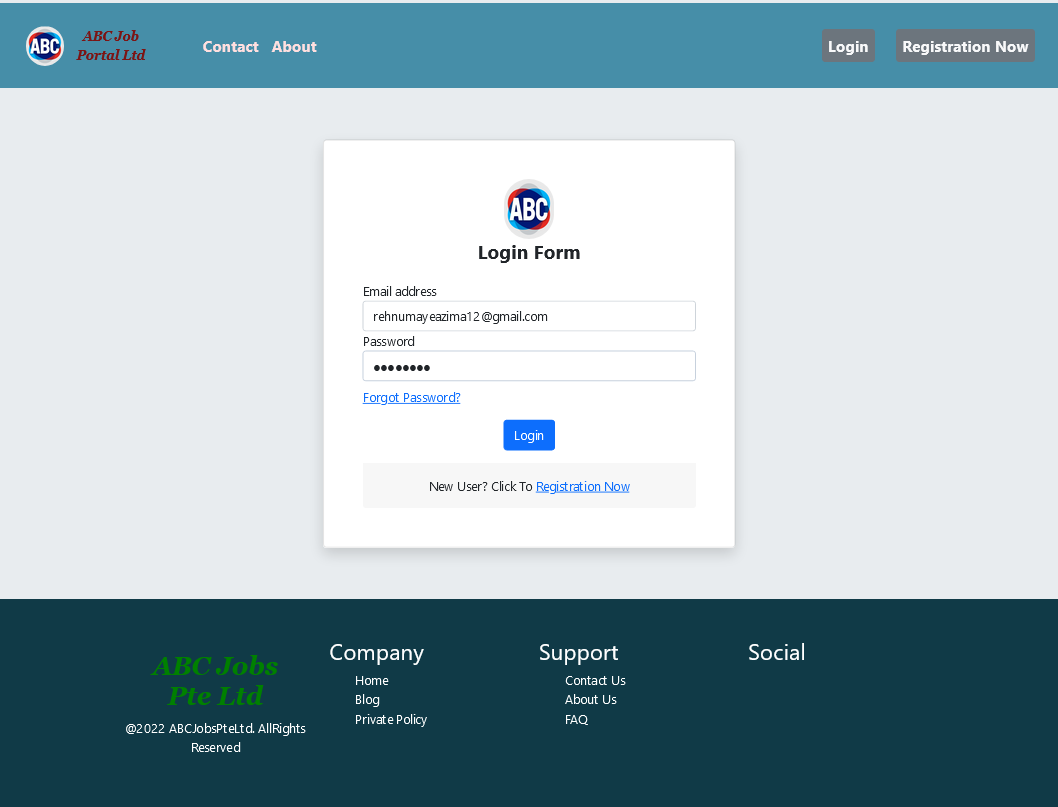 ABC
ABC Job
Portal Ltd
Contact About
Login
Registration Now
ABC
Login Form
Email address
rehnumayeazima12@gmail.com
Password
••••••••
Forgot Password?
Login
New User? Click To Registration Now
ABC Jobs
Pte Ltd
@2022 ABCJobsPteLtd. AllRights
Reserved
Company
Home
Blog
Private Policy
Support
Contact Us
About Us
FAQ
Social